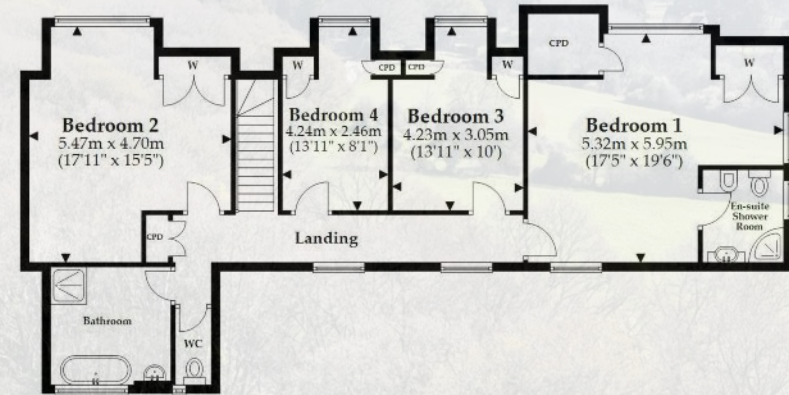 CPD
W
W
CPD
CPD
W
W
Bedroom 2
5.47m x 4.70m
(17'11" x 15'5")
Bedroom 4
4.24m x 2.46m
(13'11" x 8'1")
Bedroom 3
4.23m x 3.05m
(13'11" x 10')
Bedroom 1
5.32m x 5.95m
(17'5" x 19'6")
En-suite
Shower
Room
CPD
Landing
Bathroom
WC